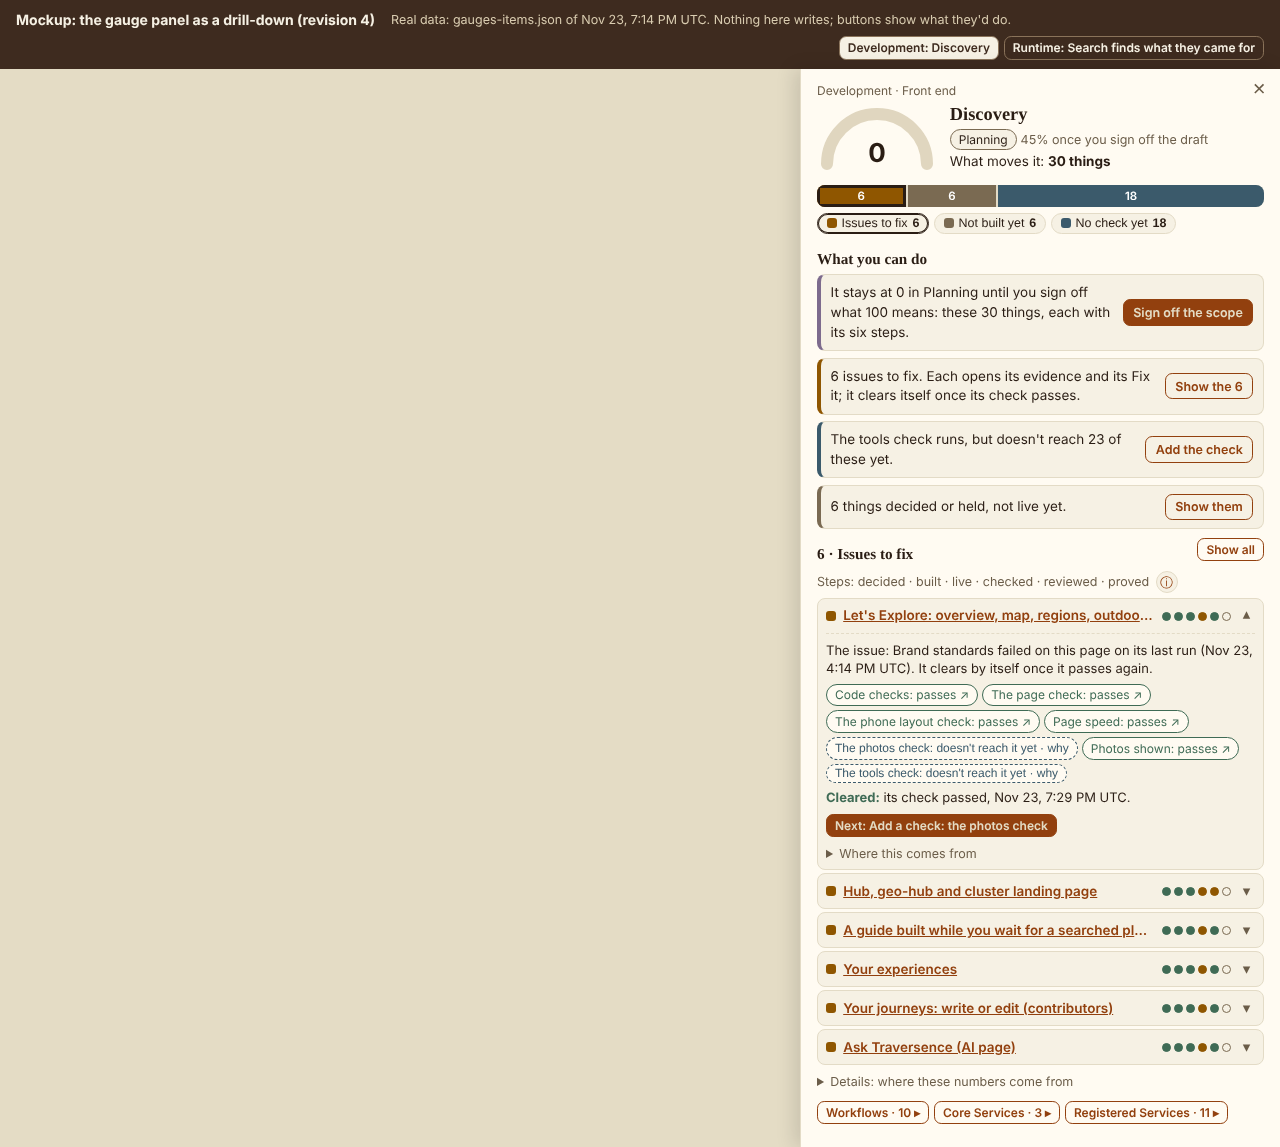 Mockup: the gauge panel as a drill-down (revision 4) Real data: gauges-items.json of Nov 23, 7:14 PM UTC. Nothing here writes; buttons show what they'd do.
Development: Discovery Runtime: Search finds what they came for
Development · Front end ✕
Discovery
0
Planning 45% once you sign off the draft
What moves it: 30 things
6 6 18
Issues to fix 6 Not built yet 6 No check yet 18
What you can do
It stays at 0 in Planning until you sign off
what 100 means: these 30 things, each with
its six steps.
Sign off the scope
6 issues to fix. Each opens its evidence and its Fix
it; it clears itself once its check passes.
Show the 6
The tools check runs, but doesn't reach 23 of
these yet.
Add the check
6 things decided or held, not live yet.
Show them
6 · Issues to fix Show all
Steps: decided · built · live · checked · reviewed · proved ⓘ
Let's Explore: overview, map, regions, outdoo... ▲
The issue: Brand standards failed on this page on its last run (Nov 23,
4:14 PM UTC). It clears by itself once it passes again.
Code checks: passes ↗ The page check: passes ↗
The phone layout check: passes ↗ Page speed: passes ↗
The photos check: doesn't reach it yet · why Photos shown: passes ↗
The tools check: doesn't reach it yet · why
Cleared: its check passed, Nov 23, 7:29 PM UTC.
Next: Add a check: the photos check
▶ Where this comes from
Hub, geo-hub and cluster landing page ▼
A guide built while you wait for a searched pl... ▼
Your experiences ▼
Your journeys: write or edit (contributors) ▼
Ask Traversence (AI page) ▼
▶ Details: where these numbers come from
Workflows · 10 ▸ Core Services · 3 ▸ Registered Services · 11 ▸